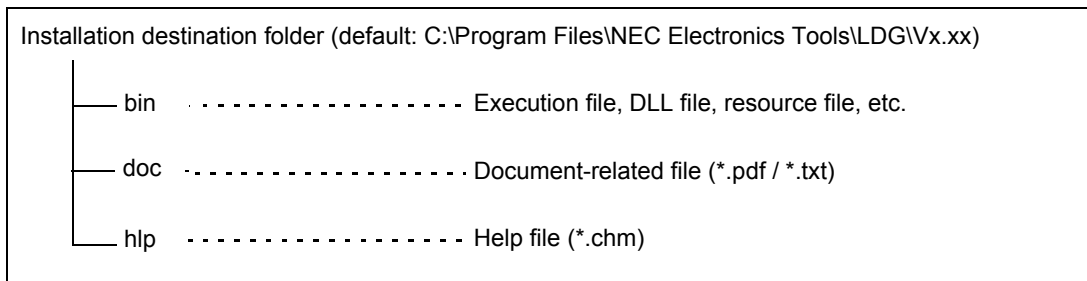 Installation destination folder (default: C:\Program Files\NEC Electronics Tools\LDG\Vx.xx)
bin Execution file, DLL file, resource file, etc.
doc Document-related file (*.pdf / *.txt)
hlp Help file (*.chm)